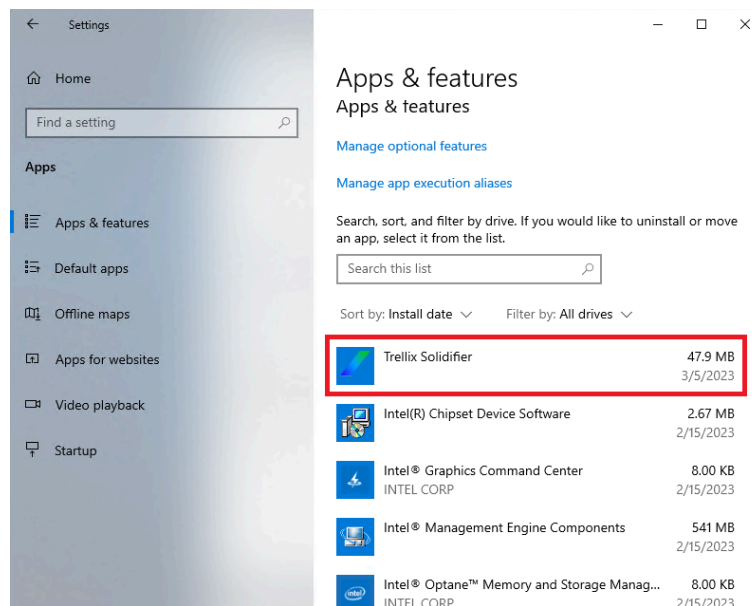 Settings
Home
Find a setting
Apps
Apps & features
Default apps
Offline maps
Apps for websites
Video playback
Startup
Apps & features
Apps & features
Manage optional features
Manage app execution aliases
Search, sort, and filter by drive. If you would like to uninstall or move
an app, select it from the list.
Search this list
Sort by: Install date Filter by: All drives
Trellix Solidifier 47.9 MB
3/5/2023
Intel(R) Chipset Device Software 2.67 MB
2/15/2023
Intel® Graphics Command Center 8.00 KB
INTEL CORP 2/15/2023
Intel® Management Engine Components 541 MB
2/15/2023
Intel® Optane™ Memory and Storage Manag... 8.00 KB
INTEL CORP 2/15/2023